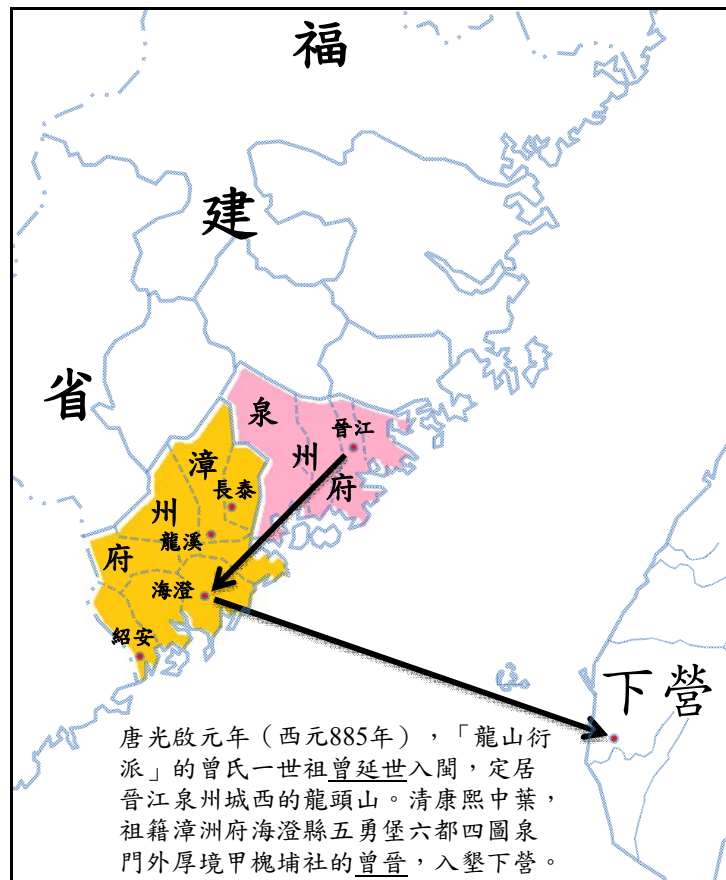 福
建
省
泉
州
府
晉江
漳
州
府
長泰
龍溪
海澄
紹安
下營
唐光啟元年（西元885年），「龍山衍
派」的曾氏一世祖曾延世入閩，定居
晉江泉州城西的龍頭山。清康熙中葉，
祖籍漳洲府海澄縣五勇堡六都四圖泉
門外厚境甲槐埔社的曾晉，入墾下營。